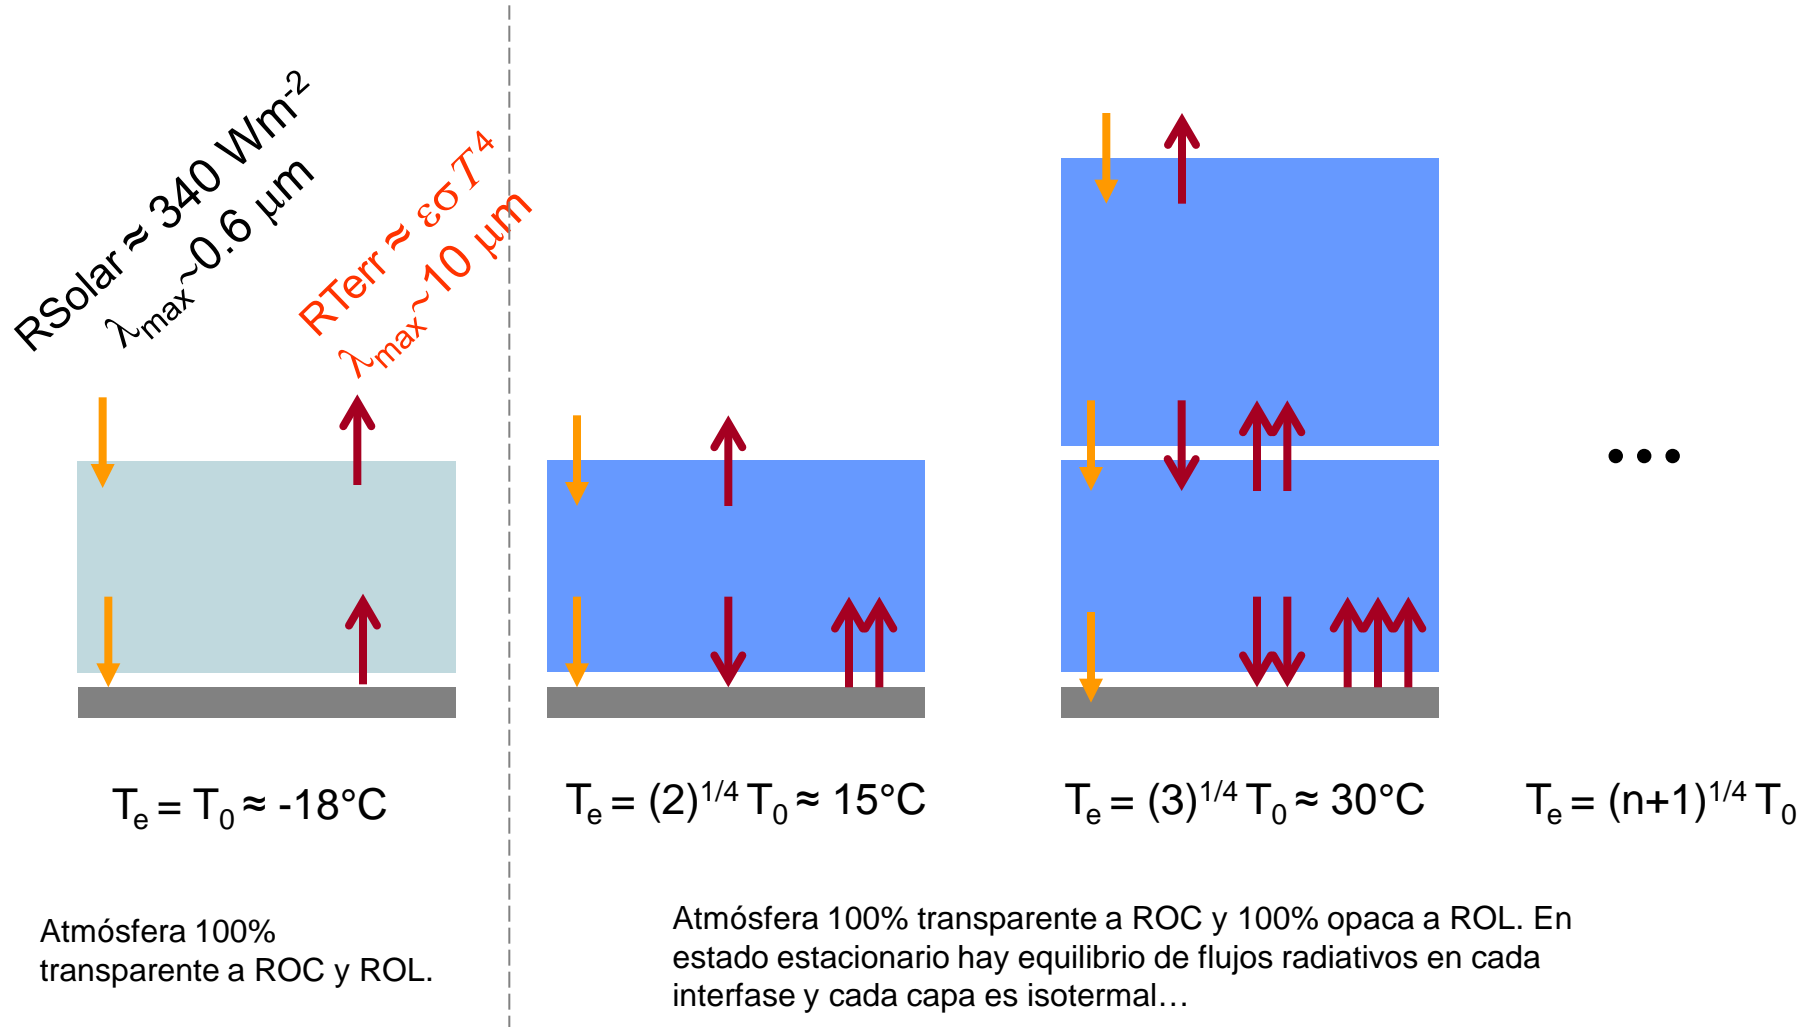 RSolar ≈ 340 Wm⁻²
λmax~0.6 μm
RTerr ≈ εσT⁴
λmax~10 μm
...
Te = T0 ≈ -18°C
Te = (2)^1/4 T0 ≈ 15°C
Te = (3)^1/4 T0 ≈ 30°C
Te = (n+1)^1/4 T0
Atmósfera 100%
transparente a ROC y ROL.
Atmósfera 100% transparente a ROC y 100% opaca a ROL. En
estado estacionario hay equilibrio de flujos radiativos en cada
interfase y cada capa es isotermal…